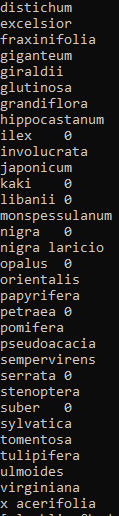 distichum
excelsior
fraxinifolia
giganteum
giraldii
glutinosa
grandiflora
hippocastanum
ilex 0
involucrata
japonicum
kaki 0
libanii 0
monspessulanum
nigra 0
nigra laricio
opalus 0
orientalis
papyrifera
petraea 0
pomifera
pseudoacacia
sempervirens
serrata 0
stenoptera
suber 0
sylvatica
tomentosa
tulipifera
ulmoides
virginiana
x acerifolia